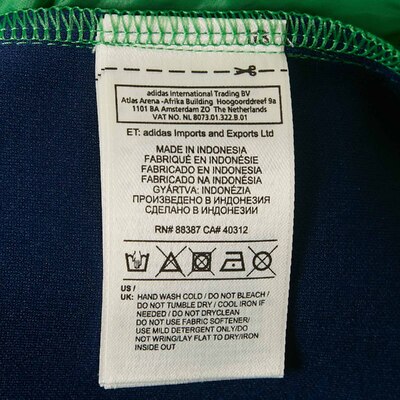 adidas International Trading BV
Atlas Arena -Afrika Building Hoogoorddreef 9a
1101 BA Amsterdam ZO The Netherlands
VAT NO. NL 8073.01.322.B.01
ET: adidas Imports and Exports Ltd
MADE IN INDONESIA
FABRIQUÉ EN INDONÉSIE
FABRICADO EN INDONESIA
FABRICADO NA INDONÉSIA
GYÁRTVA: INDONÉZIA
ПРОИЗВЕДЕНО В ИНДОНЕЗИЯ
СДЕЛАНО В ИНДОНЕЗИИ
RN# 88387 CA# 40312
US /
UK: HAND WASH COLD / DO NOT BLEACH /
DO NOT TUMBLE DRY / COOL IRON IF
NEEDED / DO NOT DRYCLEAN
DO NOT USE FABRIC SOFTENER/
USE MILD DETERGENT ONLY/DO
NOT WRING/LAY FLAT TO DRY/IRON
INSIDE OUT